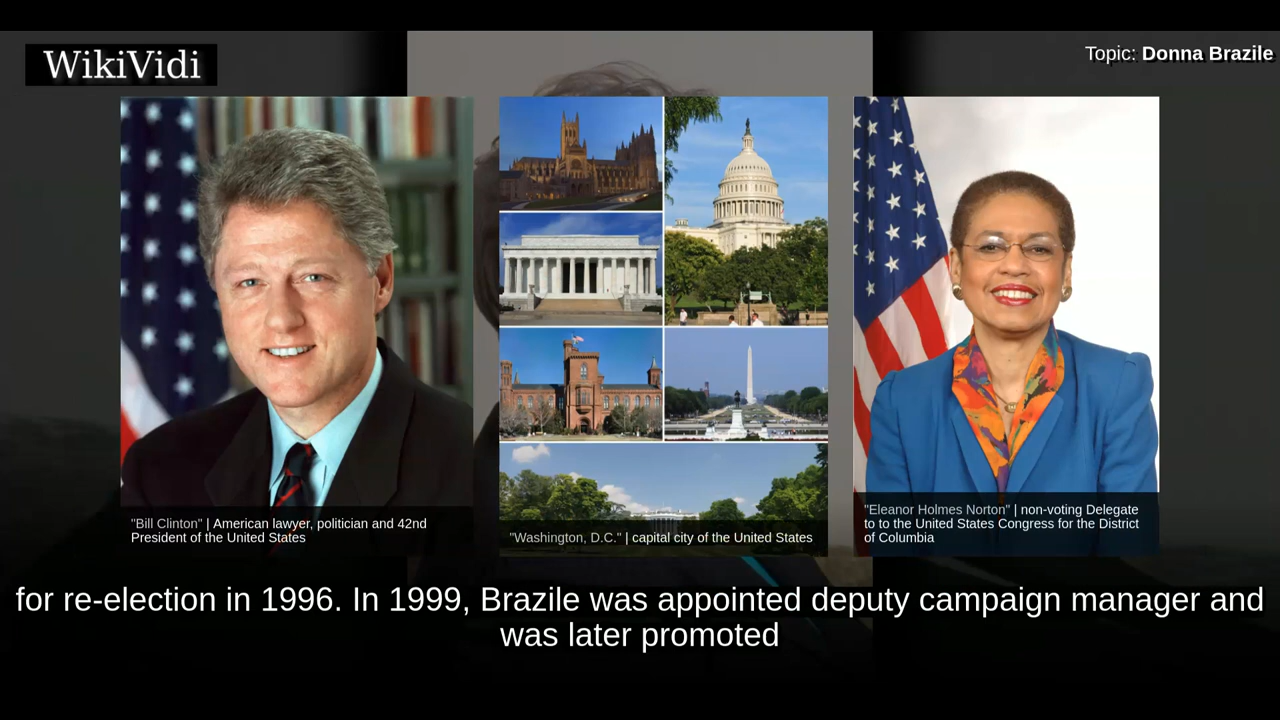 WikiVidi
Topic: Donna Brazile
"Bill Clinton" | American lawyer, politician and 42nd
President of the United States
"Washington, D.C." | capital city of the United States
"Eleanor Holmes Norton" | non-voting Delegate
to to the United States Congress for the District
of Columbia
for re-election in 1996. In 1999, Brazile was appointed deputy campaign manager and
was later promoted